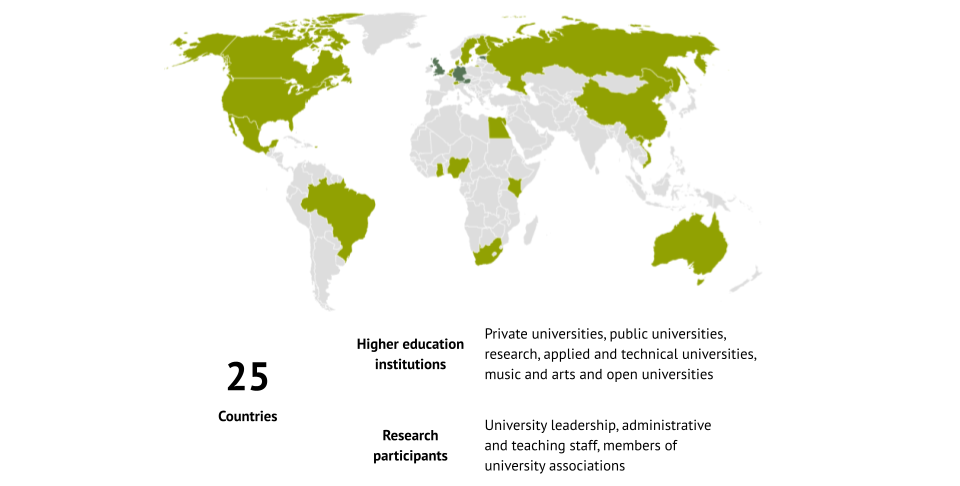 25
Countries
Higher education
institutions
Private universities, public universities,
research, applied and technical universities,
music and arts and open universities
Research
participants
University leadership, administrative
and teaching staff, members of
university associations